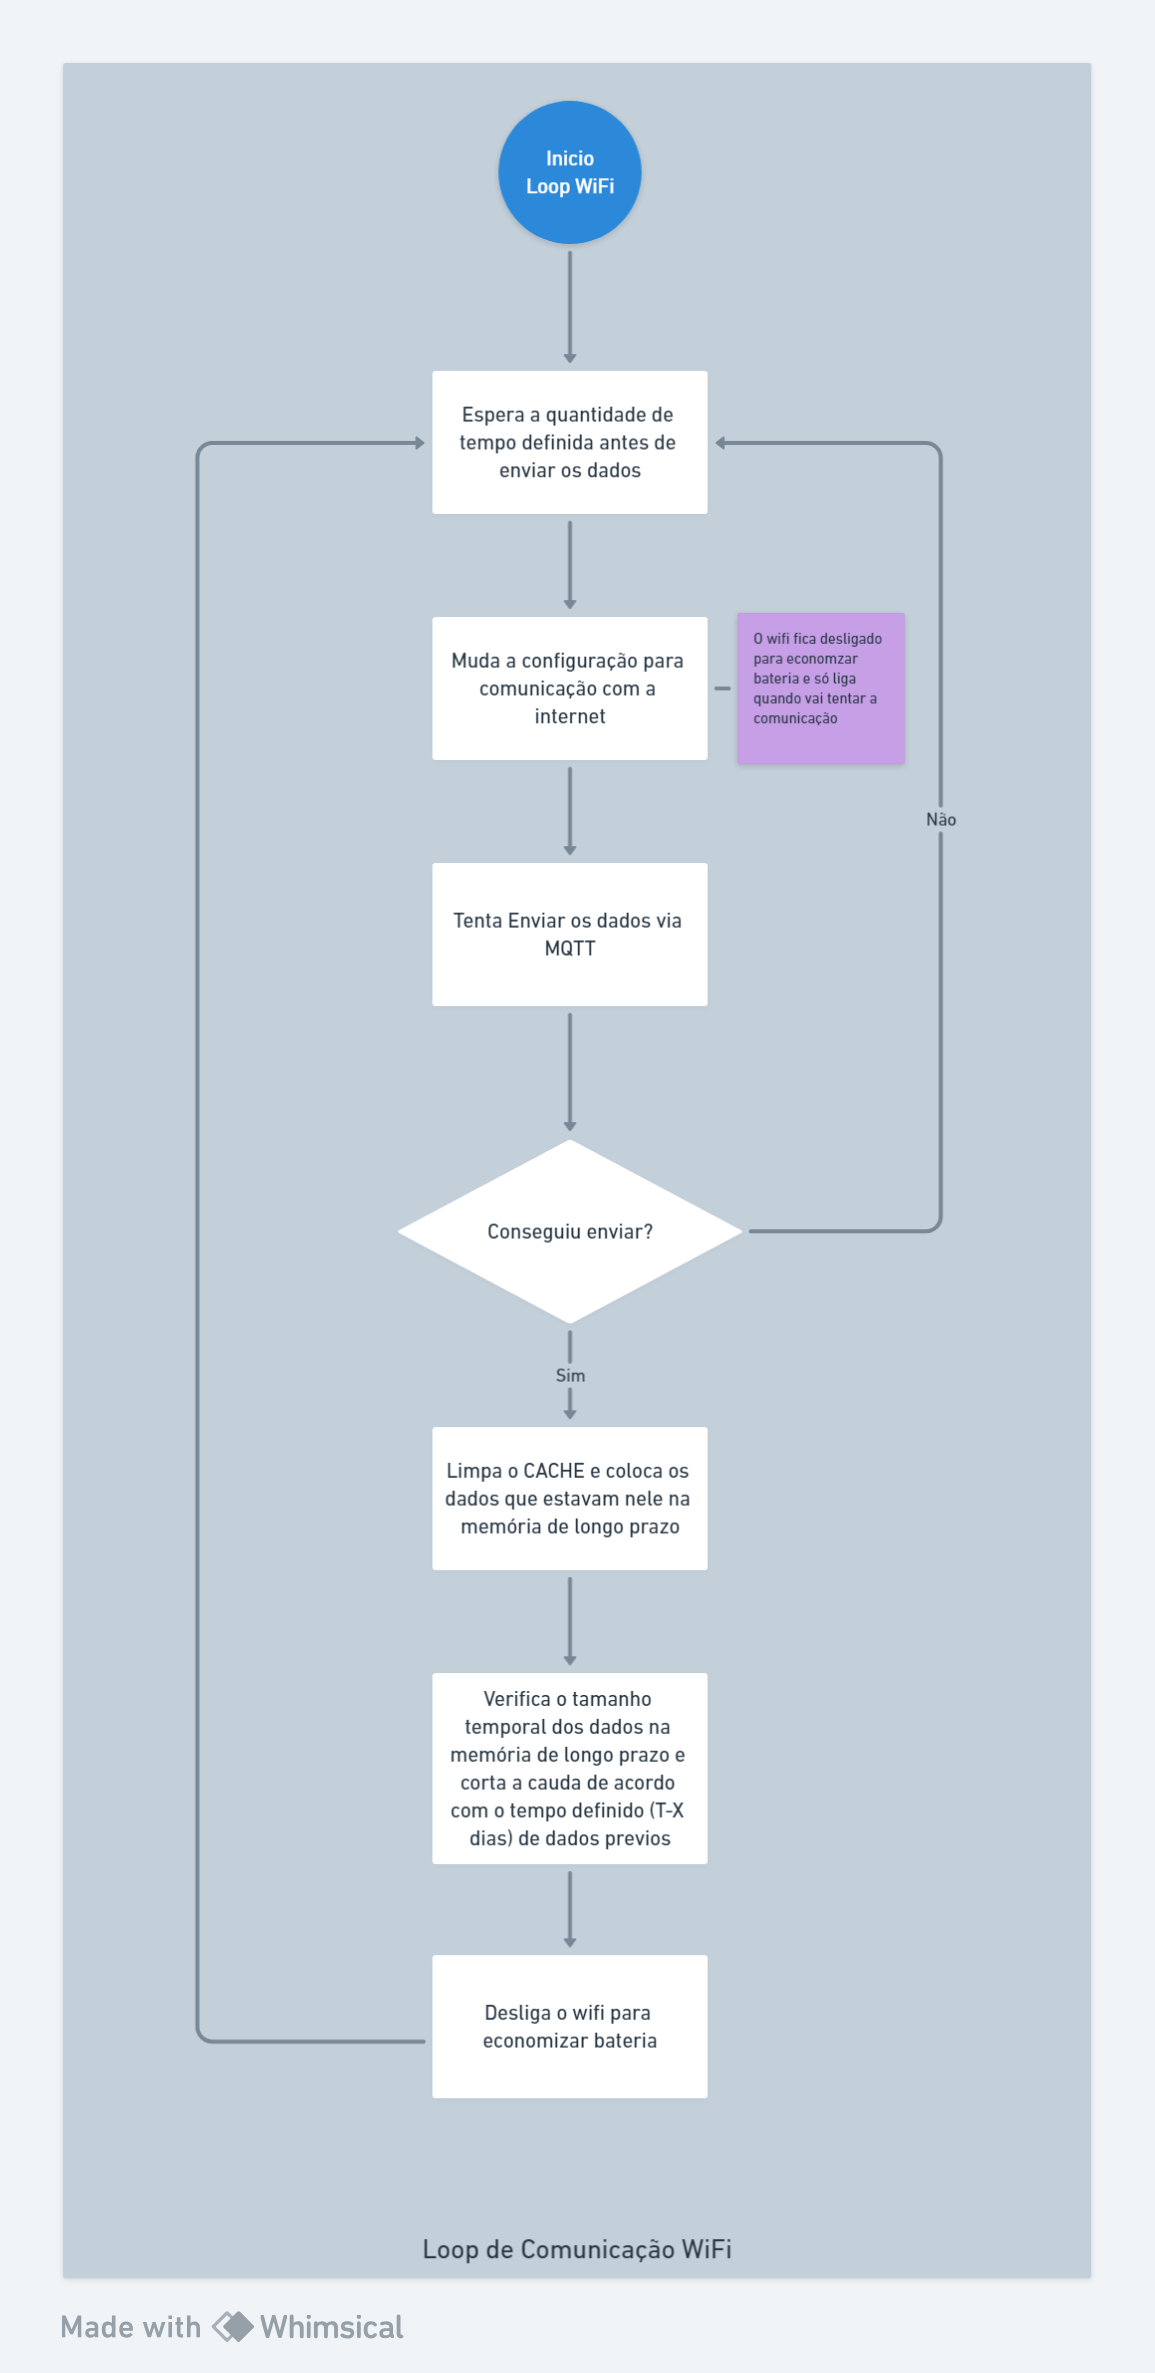 Inicio
Loop WiFi
Espera a quantidade de
tempo definida antes de
enviar os dados
Muda a configuração para
comunicação com a
internet
O wifi fica desligado
para economzar
bateria e só liga
quando vai tentar a
comunicação
Não
Tenta Enviar os dados via
MQTT
Conseguiu enviar?
Sim
Limpa o CACHE e coloca os
dados que estavam nele na
memória de longo prazo
Verifica o tamanho
temporal dos dados na
memória de longo prazo e
corta a cauda de acordo
com o tempo definido (T-X
dias) de dados previos
Desliga o wifi para
economizar bateria
Loop de Comunicação WiFi
Made with Whimsical